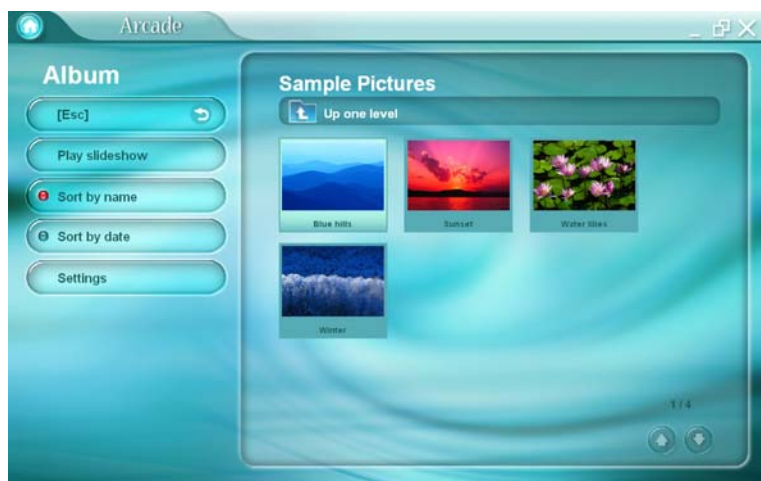 Arcade
Album
[Esc]
Play slideshow
Sort by name
Sort by date
Settings
Sample Pictures
Up one level
Blue hills
Sunset
Water lilies
Winter
1 / 4